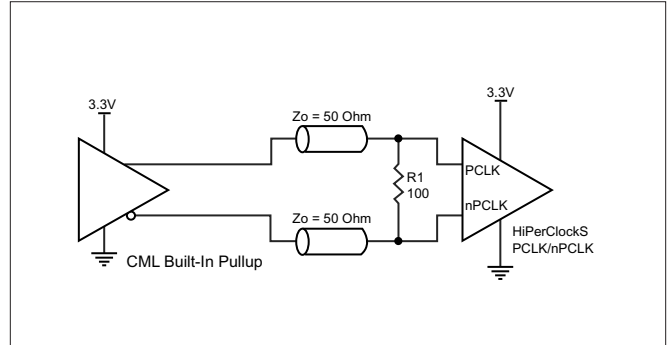 3.3V
3.3V
Zo = 50 Ohm
PCLK
R1
100
nPCLK
Zo = 50 Ohm
HiPerClockS
PCLK/nPCLK
CML Built-In Pullup